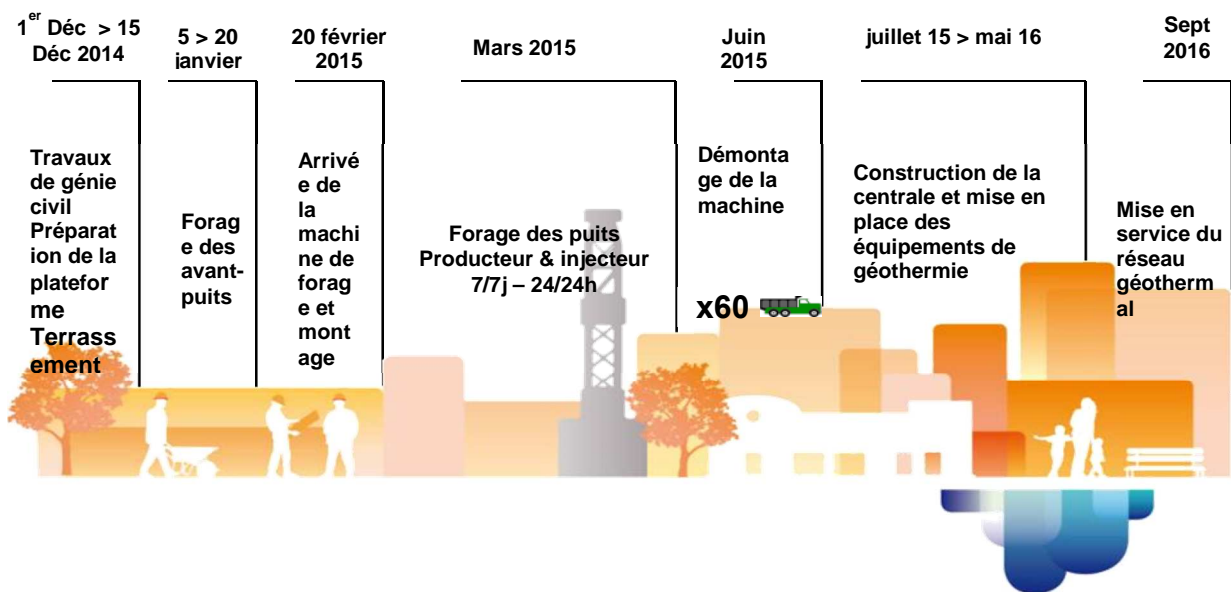 1er Déc > 15
Déc 2014
5 > 20
janvier
20 février
2015
Mars 2015
Juin
2015
juillet 15 > mai 16
Sept
2016
Travaux
de génie
civil
Préparat
ion de la
platefor
me
Terrass
ement
Forag
e des
avant-
puits
Arrivé
e de
la
machi
ne de
forag
e et
mont
age
Forage des puits
Producteur & injecteur
7/7j – 24/24h
Démonta
ge de la
machine
x60
Construction de la
centrale et mise en
place des
équipements de
géothermie
Mise en
service du
réseau
géotherm
al